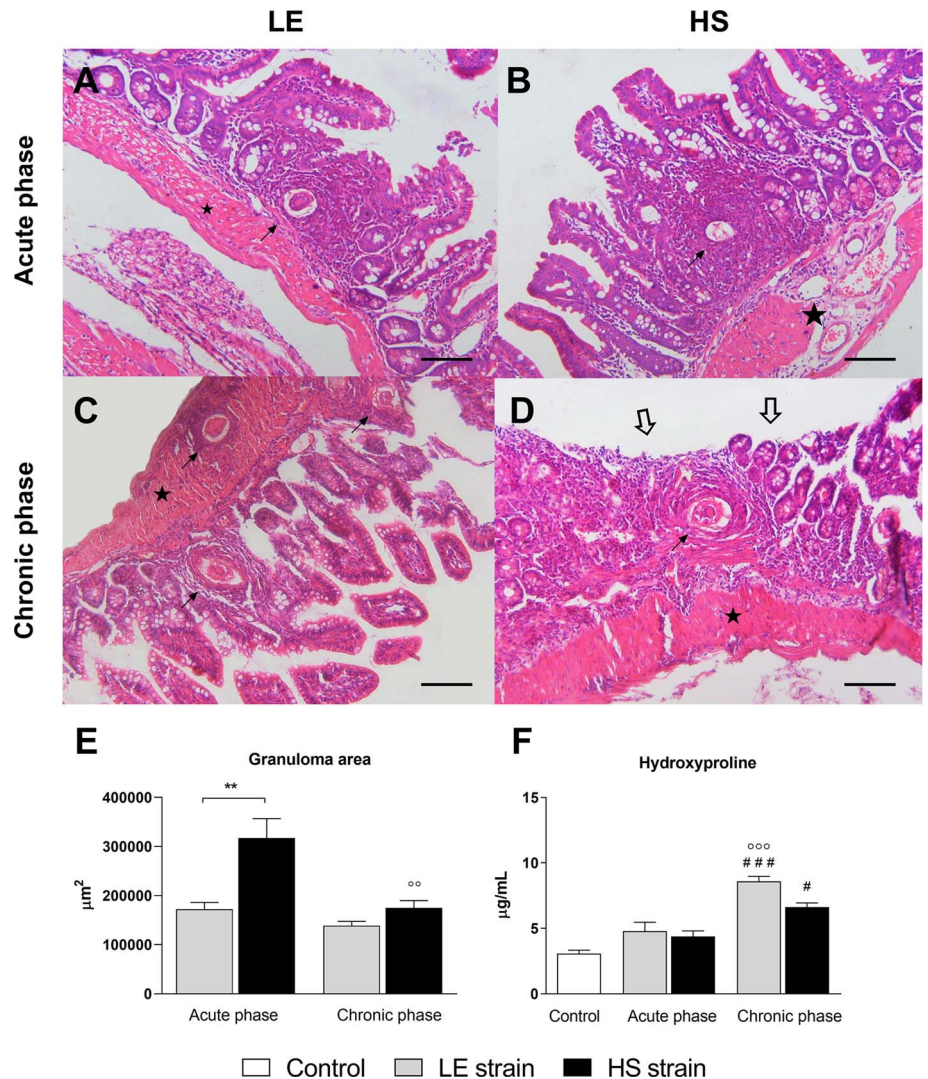 LE HS
Acute phase
A
B
Chronic phase
C
D
E
Granuloma area
**
400000
300000
200000
100000
0
µm²
°°
Acute phase Chronic phase
F
Hydroxyproline
15
10
5
0
µg/mL
°°°
###
#
Control Acute phase Chronic phase
Control LE strain HS strain